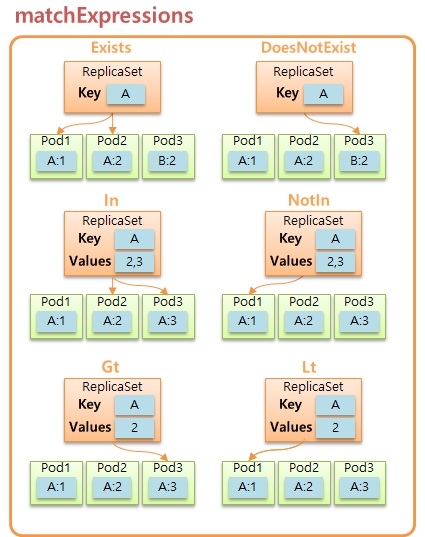 matchExpressions
Exists
ReplicaSet
Key A
Pod1 Pod2 Pod3
A:1 A:2 B:2
DoesNotExist
ReplicaSet
Key A
Pod1 Pod2 Pod3
A:1 A:2 B:2
In
ReplicaSet
Key A
Values 2,3
Pod1 Pod2 Pod3
A:1 A:2 A:3
NotIn
ReplicaSet
Key A
Values 2,3
Pod1 Pod2 Pod3
A:1 A:2 A:3
Gt
ReplicaSet
Key A
Values 2
Pod1 Pod2 Pod3
A:1 A:2 A:3
Lt
ReplicaSet
Key A
Values 2
Pod1 Pod2 Pod3
A:1 A:2 A:3